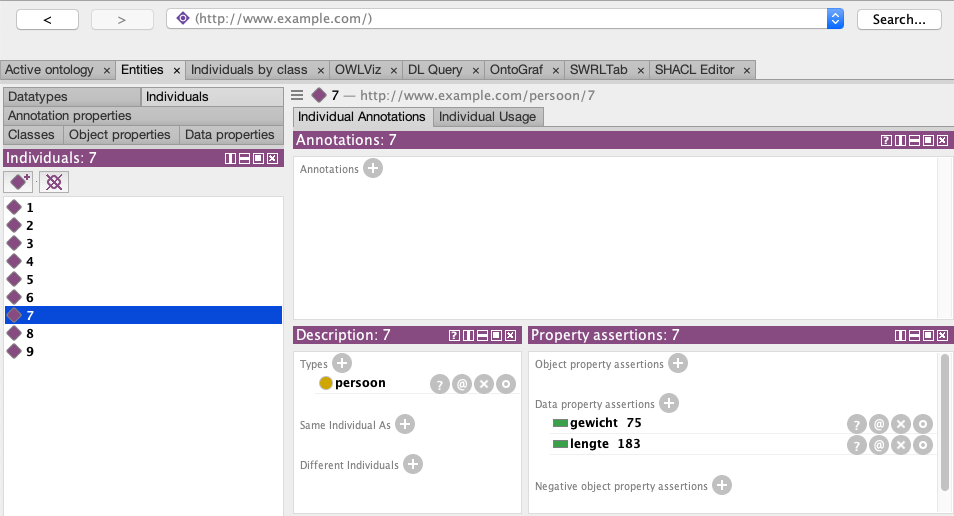 < > (http://www.example.com/) Search...
Active ontology × Entities × Individuals by class × OWLViz × DL Query × OntoGraf × SWRLTab × SHACL Editor ×
Datatypes Individuals
Annotation properties
Classes Object properties Data properties
Individuals: 7
1
2
3
4
5
6
7
8
9
7 — http://www.example.com/persoon/7
Individual Annotations Individual Usage
Annotations: 7
Annotations
Description: 7
Types
persoon
Same Individual As
Different Individuals
Property assertions: 7
Object property assertions
Data property assertions
gewicht 75
lengte 183
Negative object property assertions